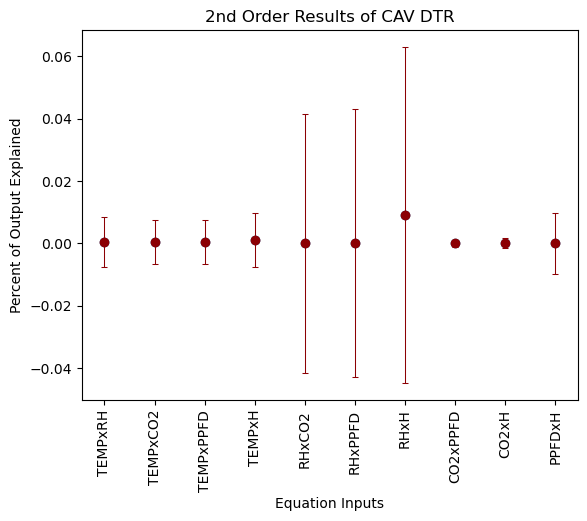 2nd Order Results of CAV DTR
Percent of Output Explained
0.06
0.04
0.02
0.00
−0.02
−0.04
TEMPxRH
TEMPxCO2
TEMPxPPFD
TEMPxH
RHxCO2
RHxPPFD
RHxH
CO2xPPFD
CO2xH
PPFDxH
Equation Inputs